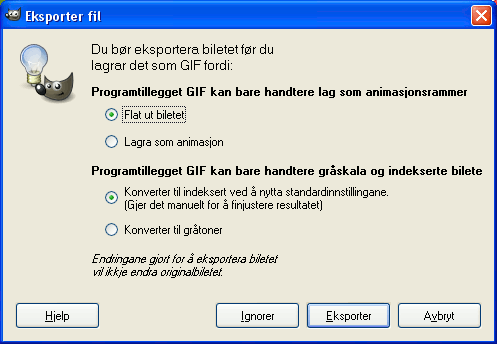 Eksporter fil
Du bør eksportera biletet før du
lagrar det som GIF fordi:
Programtillegget GIF kan bare handtere lag som animasjonsrammer
Flat ut biletet
Lagra som animasjon
Programtillegget GIF kan bare handtere gråskala og indekserte bilete
Konverter til indeksert ved å nytta standardinnstillingane.
(Gjer det manuelt for å finjustere resultatet)
Konverter til gråtoner
Endringane gjort for å eksportera biletet
vil ikkje endra originalbiletet.
Hjelp
Ignorer
Eksporter
Avbryt